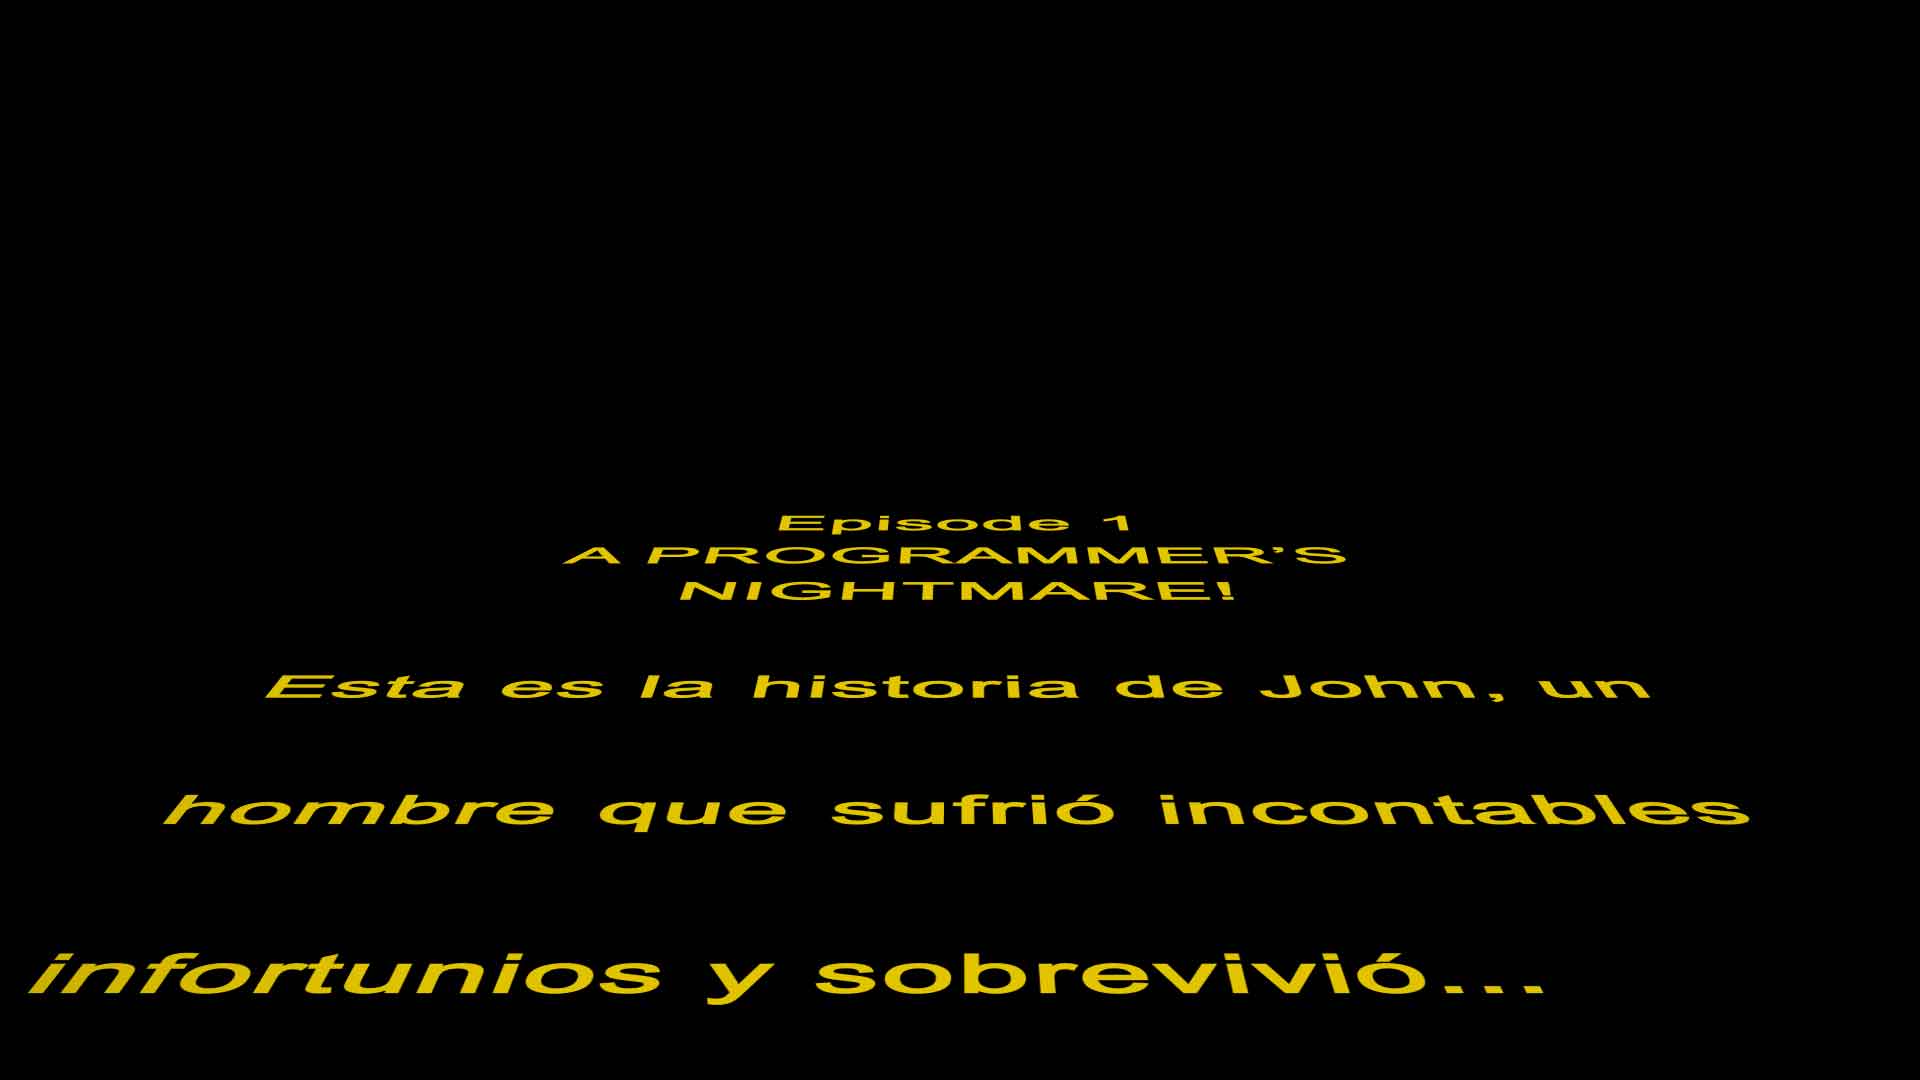 Episode 1
A PROGRAMMER’S
NIGHTMARE!
Esta es la historia de John, un
hombre que sufrió incontables
infortunios y sobrevivió...